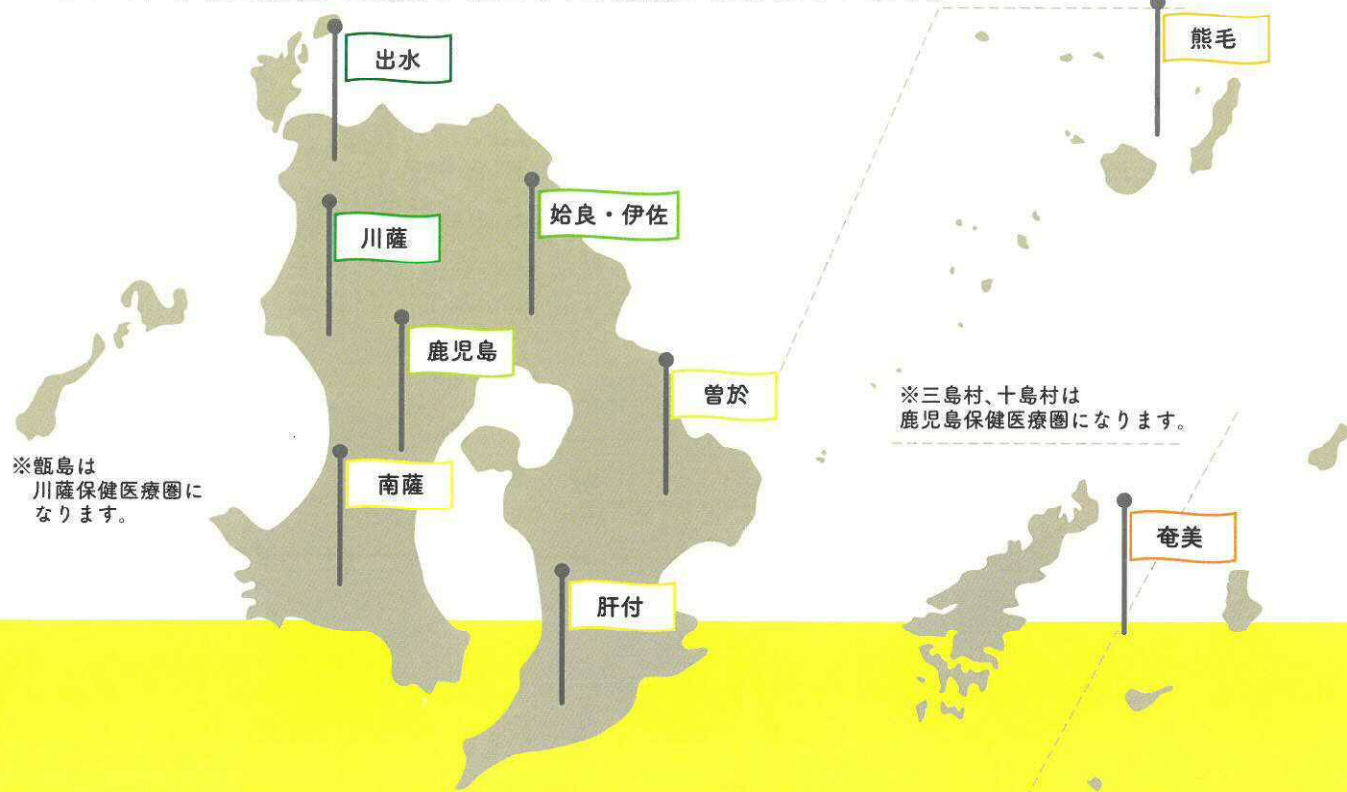 出水
熊毛
姶良・伊佐
川薩
鹿児島
曽於
※三島村、十島村は
鹿児島保健医療圏になります。
※甑島は
川薩保健医療圏に
なります。
南薩
奄美
肝付